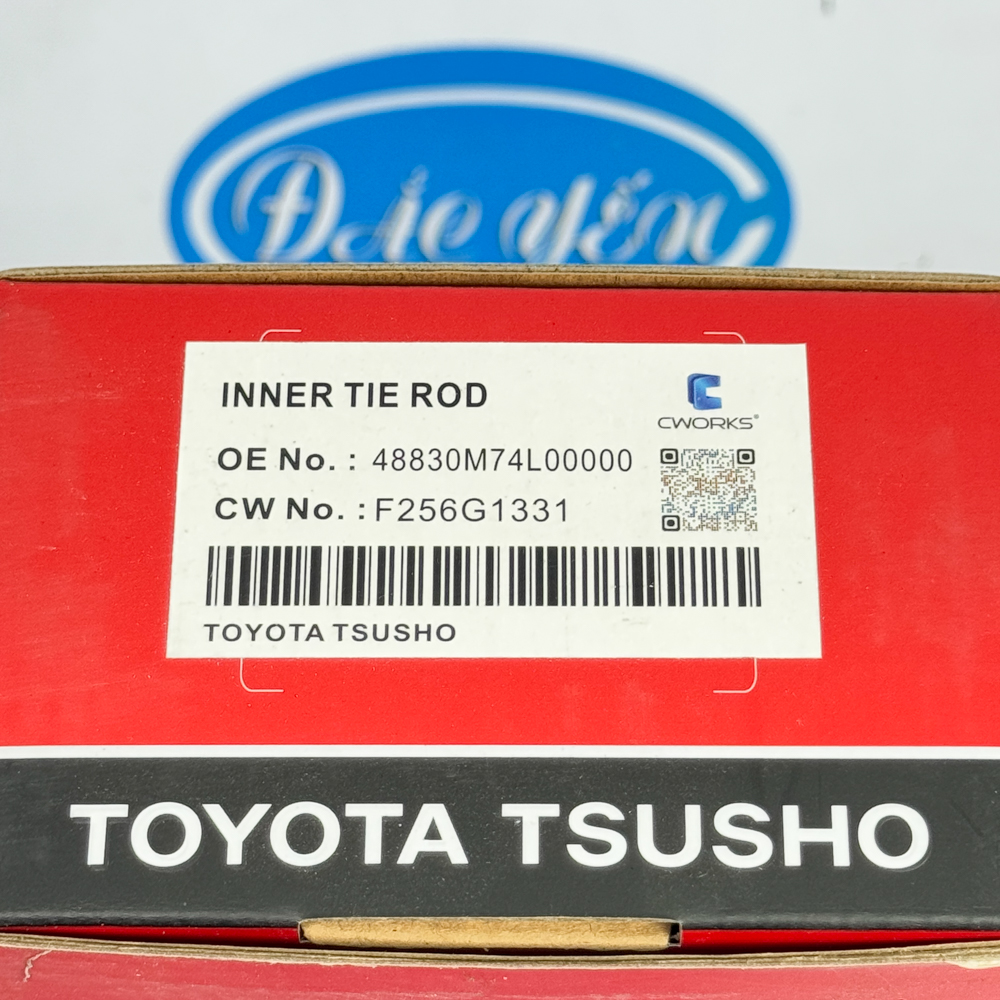 Đắc Yến
INNER TIE ROD
CWORKS®
OE No. : 48830M74L00000
CW No. : F256G1331
TOYOTA TSUSHO
TOYOTA TSUSHO